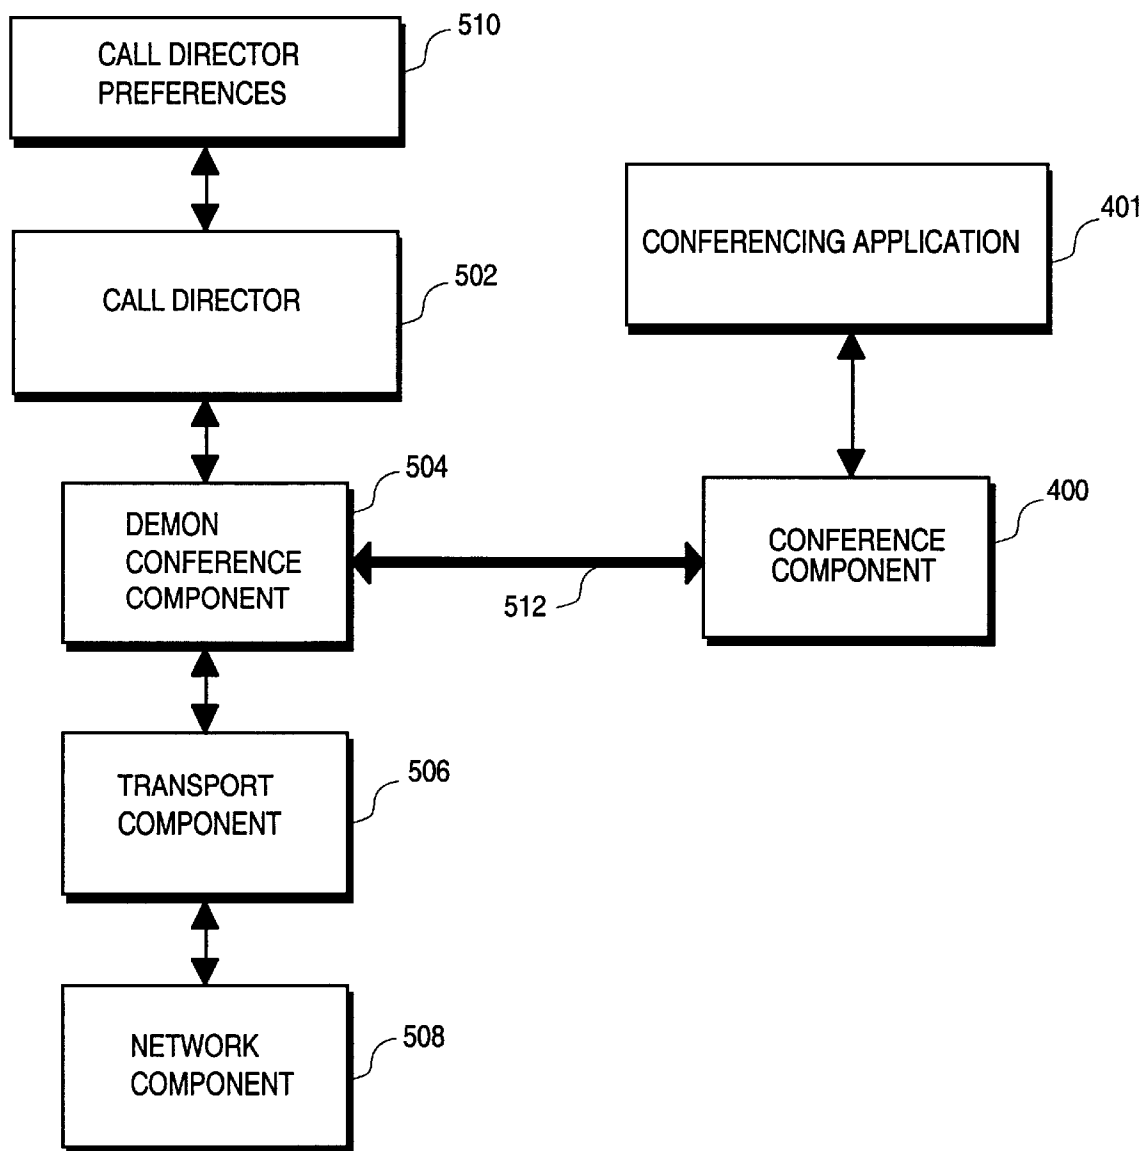 510
CALL DIRECTOR
PREFERENCES
401
CONFERENCING APPLICATION
502
CALL DIRECTOR
504
DEMON
CONFERENCE
COMPONENT
400
CONFERENCE
COMPONENT
512
506
TRANSPORT
COMPONENT
508
NETWORK
COMPONENT